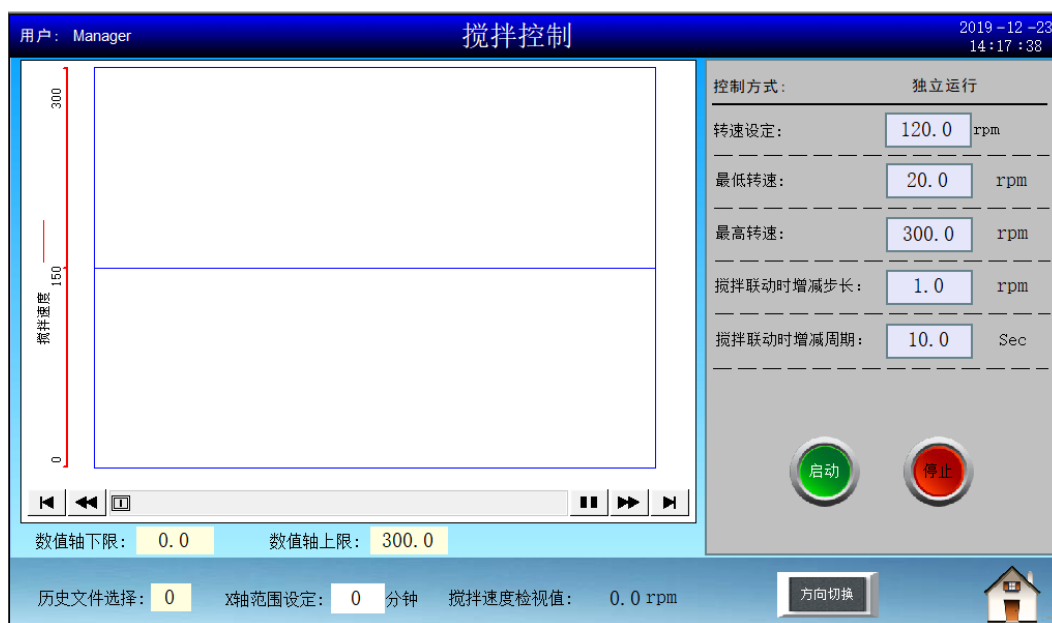 用户: Manager
搅拌控制
2019-12-23
14:17:38
300
150
0
搅拌速度
控制方式: 独立运行
转速设定: 120.0 rpm
最低转速: 20.0 rpm
最高转速: 300.0 rpm
搅拌联动时增减步长: 1.0 rpm
搅拌联动时增减周期: 10.0 Sec
启动
停止
数值轴下限: 0.0 数值轴上限: 300.0
历史文件选择: 0 X轴范围设定: 0 分钟 搅拌速度检视值: 0.0 rpm
方向切换